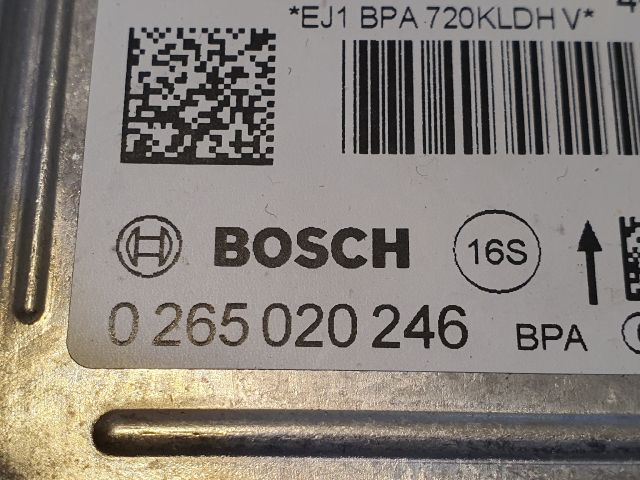 *EJ1 BPA 720KLDH V*
BOSCH
16S
0 265 020 246
BPA